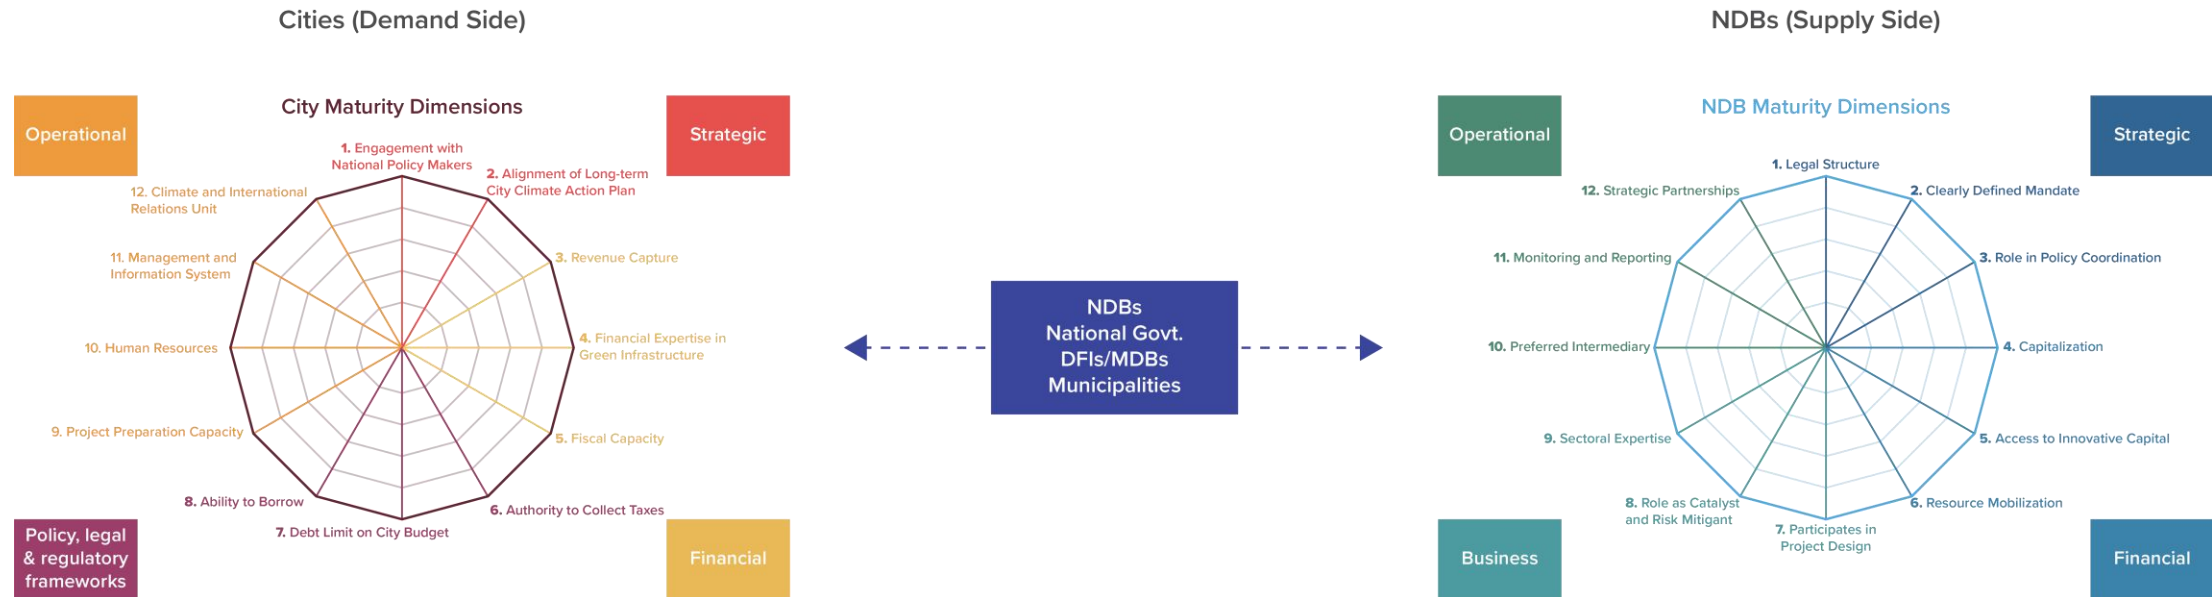 Cities (Demand Side)
Operational
City Maturity Dimensions
Strategic
1. Engagement with
National Policy Makers
2. Alignment of Long-term
City Climate Action Plan
3. Revenue Capture
4. Financial Expertise in
Green Infrastructure
5. Fiscal Capacity
6. Authority to Collect Taxes
7. Debt Limit on City Budget
8. Ability to Borrow
9. Project Preparation Capacity
10. Human Resources
11. Management and
Information System
12. Climate and International
Relations Unit
Policy, legal
& regulatory
frameworks
Financial
NDBs
National Govt.
DFIs/MDBs
Municipalities
NDBs (Supply Side)
Operational
NDB Maturity Dimensions
Strategic
1. Legal Structure
2. Clearly Defined Mandate
3. Role in Policy Coordination
4. Capitalization
5. Access to Innovative Capital
6. Resource Mobilization
7. Participates in
Project Design
8. Role as Catalyst
and Risk Mitigant
9. Sectoral Expertise
10. Preferred Intermediary
11. Monitoring and Reporting
12. Strategic Partnerships
Business
Financial